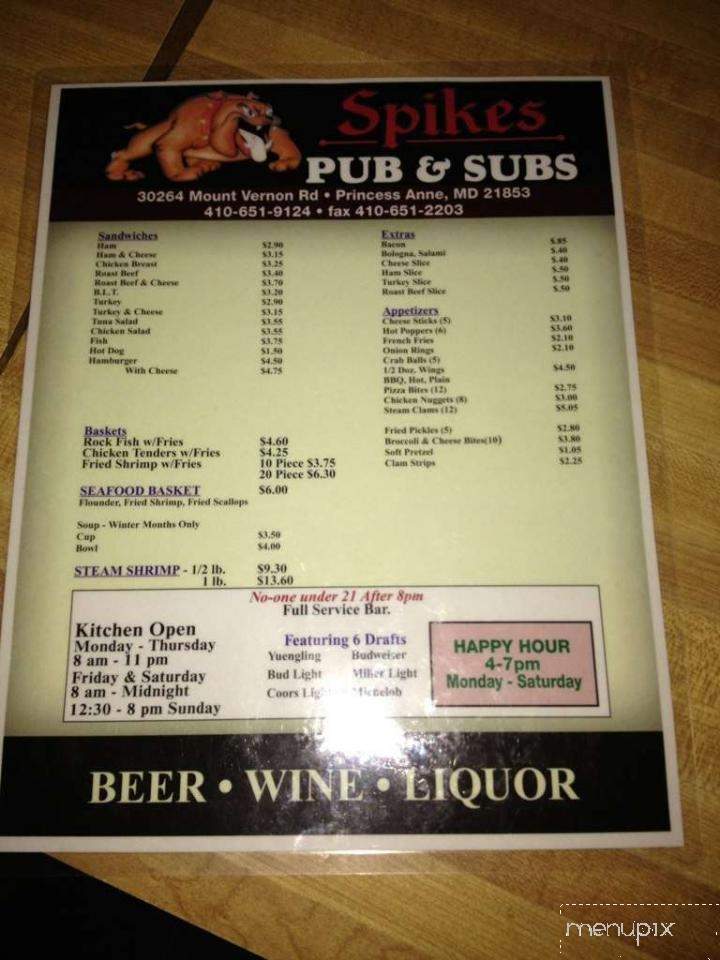 Spikes
PUB & SUBS
30264 Mount Vernon Rd • Princess Anne, MD 21853
410-651-9124 • fax 410-651-2203
Sandwiches
Ham $2.90
Ham & Cheese $3.15
Chicken Breast $3.25
Roast Beef $3.40
Roast Beef & Cheese $3.70
B.L.T. $3.20
Turkey $2.90
Turkey & Cheese $3.15
Tuna Salad $3.55
Chicken Salad $3.55
Fish $3.75
Hot Dog $1.50
Hamburger $4.50
With Cheese $4.75
Baskets
Rock Fish w/Fries $4.60
Chicken Tenders w/Fries $4.25
Fried Shrimp w/Fries 10 Piece $3.75
20 Piece $6.30
SEAFOOD BASKET $6.00
Flounder, Fried Shrimp, Fried Scallops
Soup - Winter Months Only
Cup $3.50
Bowl $4.00
STEAM SHRIMP - 1/2 lb. $9.30
1 lb. $13.60
Extras
Bacon $.85
Bologna, Salami $.40
Cheese Slice $.40
Ham Slice $.50
Turkey Slice $.50
Roast Beef Slice $.50
Appetizers
Cheese Sticks (5) $3.10
Hot Poppers (6) $3.60
French Fries $2.10
Onion Rings $2.10
Crab Balls (5)
1/2 Doz. Wings $4.50
BBQ, Hot, Plain
Pizza Bites (12) $2.75
Chicken Nuggets (8) $3.00
Steam Clams (12) $5.05
Fried Pickles (5) $2.80
Broccoli & Cheese Bites(10) $3.80
Soft Pretzel $1.05
Clam Strips $2.25
No-one under 21 After 8pm
Full Service Bar.
Kitchen Open
Monday - Thursday
8 am - 11 pm
Friday & Saturday
8 am - Midnight
12:30 - 8 pm Sunday
Featuring 6 Drafts
Yuengling Budweiser
Bud Light Miller Light
Coors Light Michelob
HAPPY HOUR
4-7pm
Monday - Saturday
BEER • WINE • LIQUOR
menupix